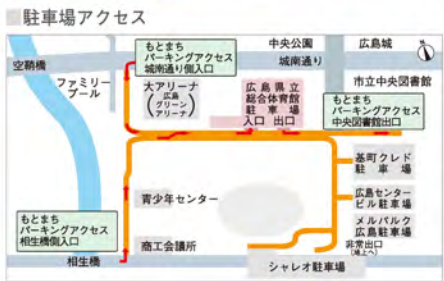 駐車場アクセス
もとまち
パーキングアクセス
城南通り側入口
中央公園
広島城
空鞘橋
城南通り
ファミリー
プール
大アリーナ
(広島
グリーン
アリーナ)
広島県立
総合体育館
駐車場
入口 出口
市立中央図書館
もとまち
パーキングアクセス
中央図書館出口
基町クレド
駐車場
青少年センター
広島センター
ビル駐車場
もとまち
パーキングアクセス
相生橋側入口
メルパルク
広島駐車場
商工会議所
非常出口
(地上へ)
相生橋
シャレオ駐車場